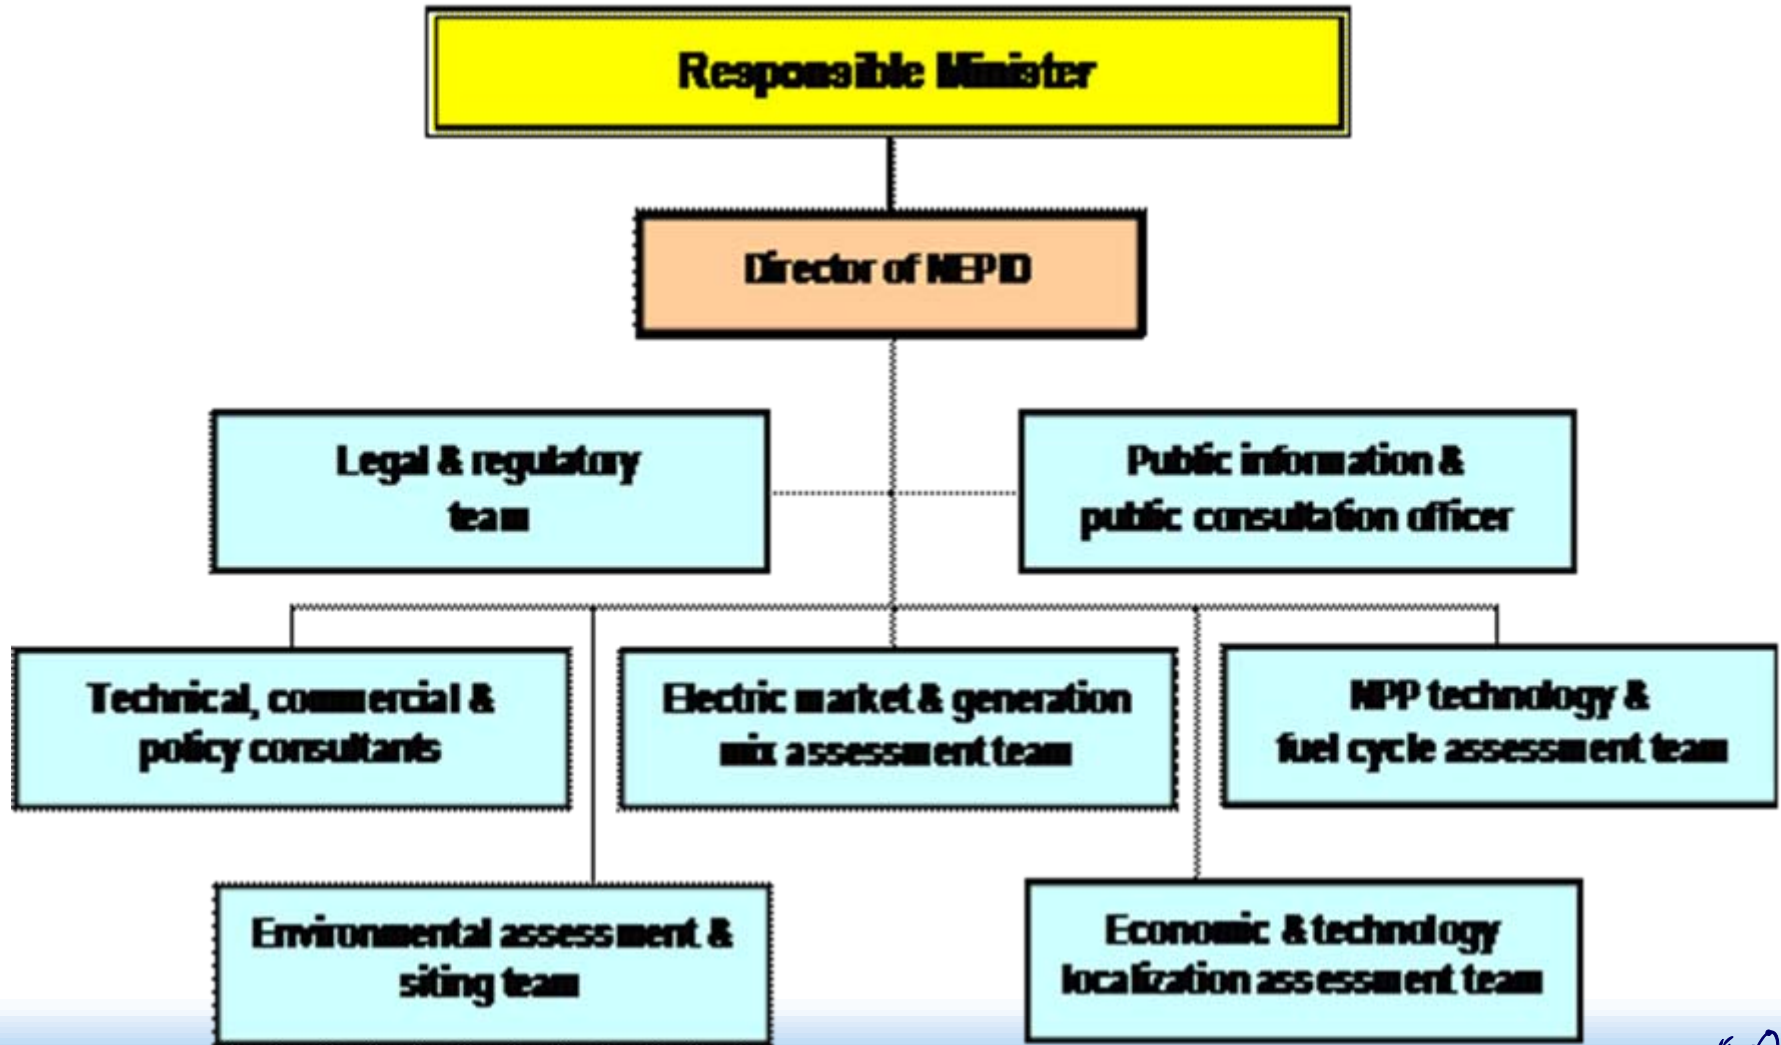 Responsible Minister
Director of NEPIO
Legal & regulatory
team
Public information &
public consultation officer
Technical, commercial &
policy consultants
Electric market & generation
mix assessment team
NPP technology &
fuel cycle assessment team
Environmental assessment &
siting team
Economic & technology
localization assessment team